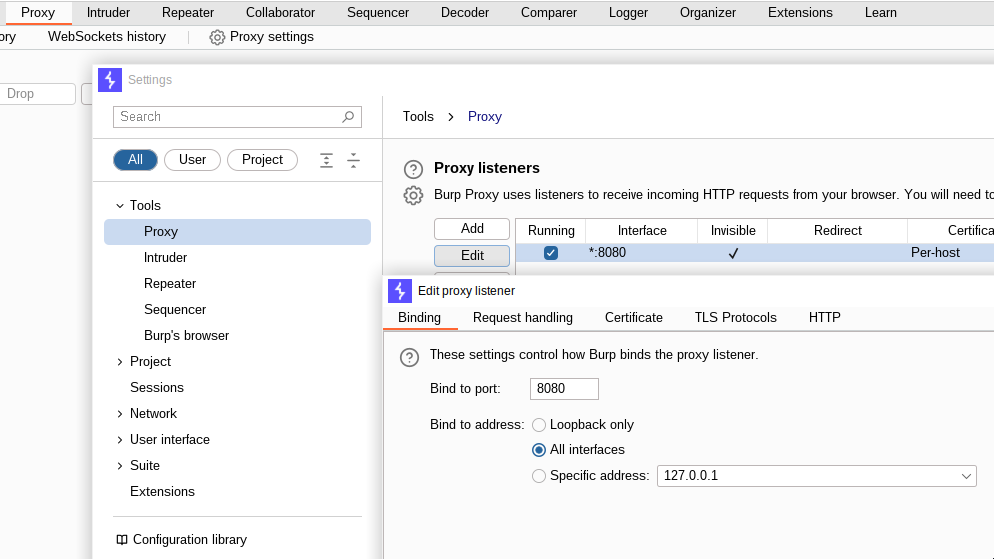 Proxy Intruder Repeater Collaborator Sequencer Decoder Comparer Logger Organizer Extensions Learn
ory WebSockets history Proxy settings
Drop
Settings
Search
Tools > Proxy
All User Project
Proxy listeners
Burp Proxy uses listeners to receive incoming HTTP requests from your browser. You will need to
Tools
Proxy
Intruder
Repeater
Sequencer
Burp's browser
Project
Sessions
Network
User interface
Suite
Extensions
Configuration library
Add
Edit
Running Interface Invisible Redirect Certifica
*:8080 Per-host
Edit proxy listener
Binding Request handling Certificate TLS Protocols HTTP
These settings control how Burp binds the proxy listener.
Bind to port: 8080
Bind to address: Loopback only
All interfaces
Specific address: 127.0.0.1